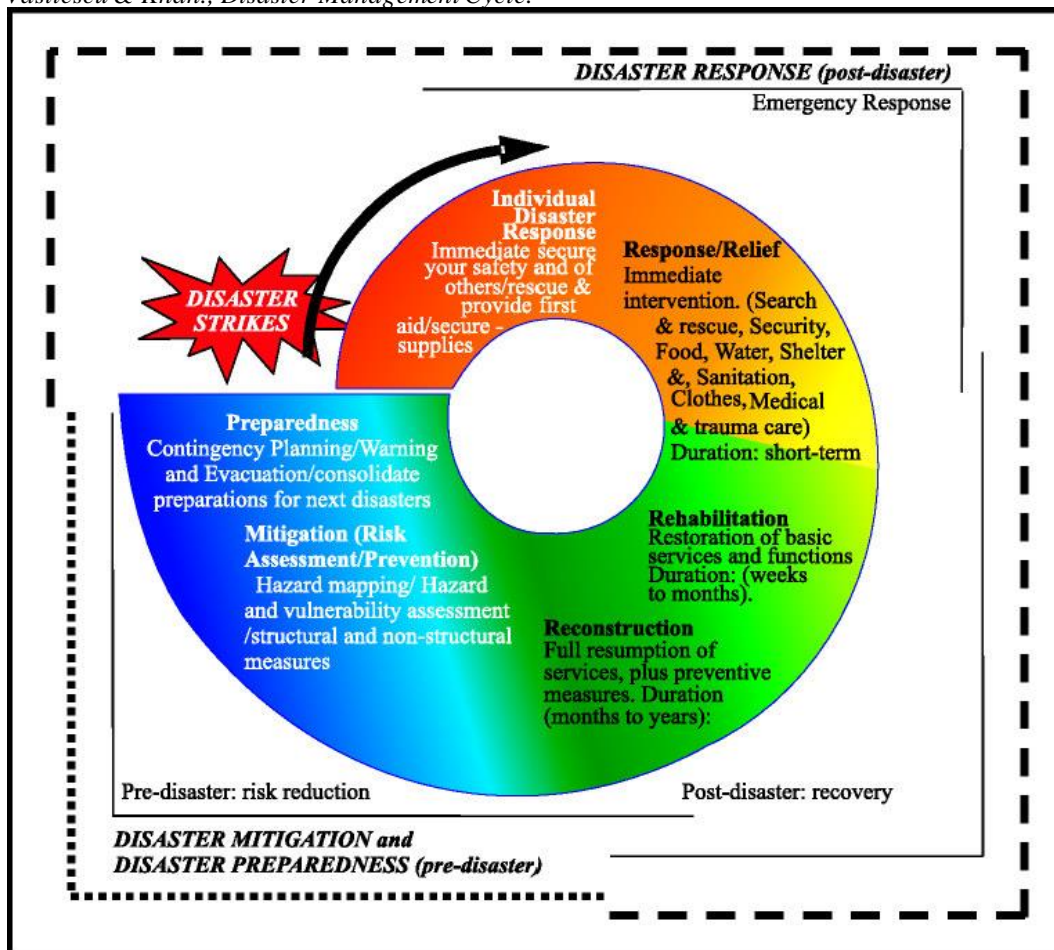 Vasilescu & Khan., Disaster Management Cycle.
DISASTER RESPONSE (post-disaster)
Emergency Response
DISASTER
STRIKES
Individual
Disaster
Response
Immediate secure
your safety and of
others/rescue &
provide first
aid/secure -
supplies
Response/Relief
Immediate
intervention. (Search
& rescue, Security,
Food, Water, Shelter
&, Sanitation,
Clothes, Medical
& trauma care)
Duration: short-term
Rehabilitation
Restoration of basic
services and functions
Duration: (weeks
to months).
Reconstruction
Full resumption of
services, plus preventive
measures. Duration
(months to years):
Preparedness
Contingency Planning/Warning
and Evacuation/consolidate
preparations for next disasters
Mitigation (Risk
Assessment/Prevention)
Hazard mapping/ Hazard
and vulnerability assessment
/structural and non-structural
measures
Pre-disaster: risk reduction
Post-disaster: recovery
DISASTER MITIGATION and
DISASTER PREPAREDNESS (pre-disaster)